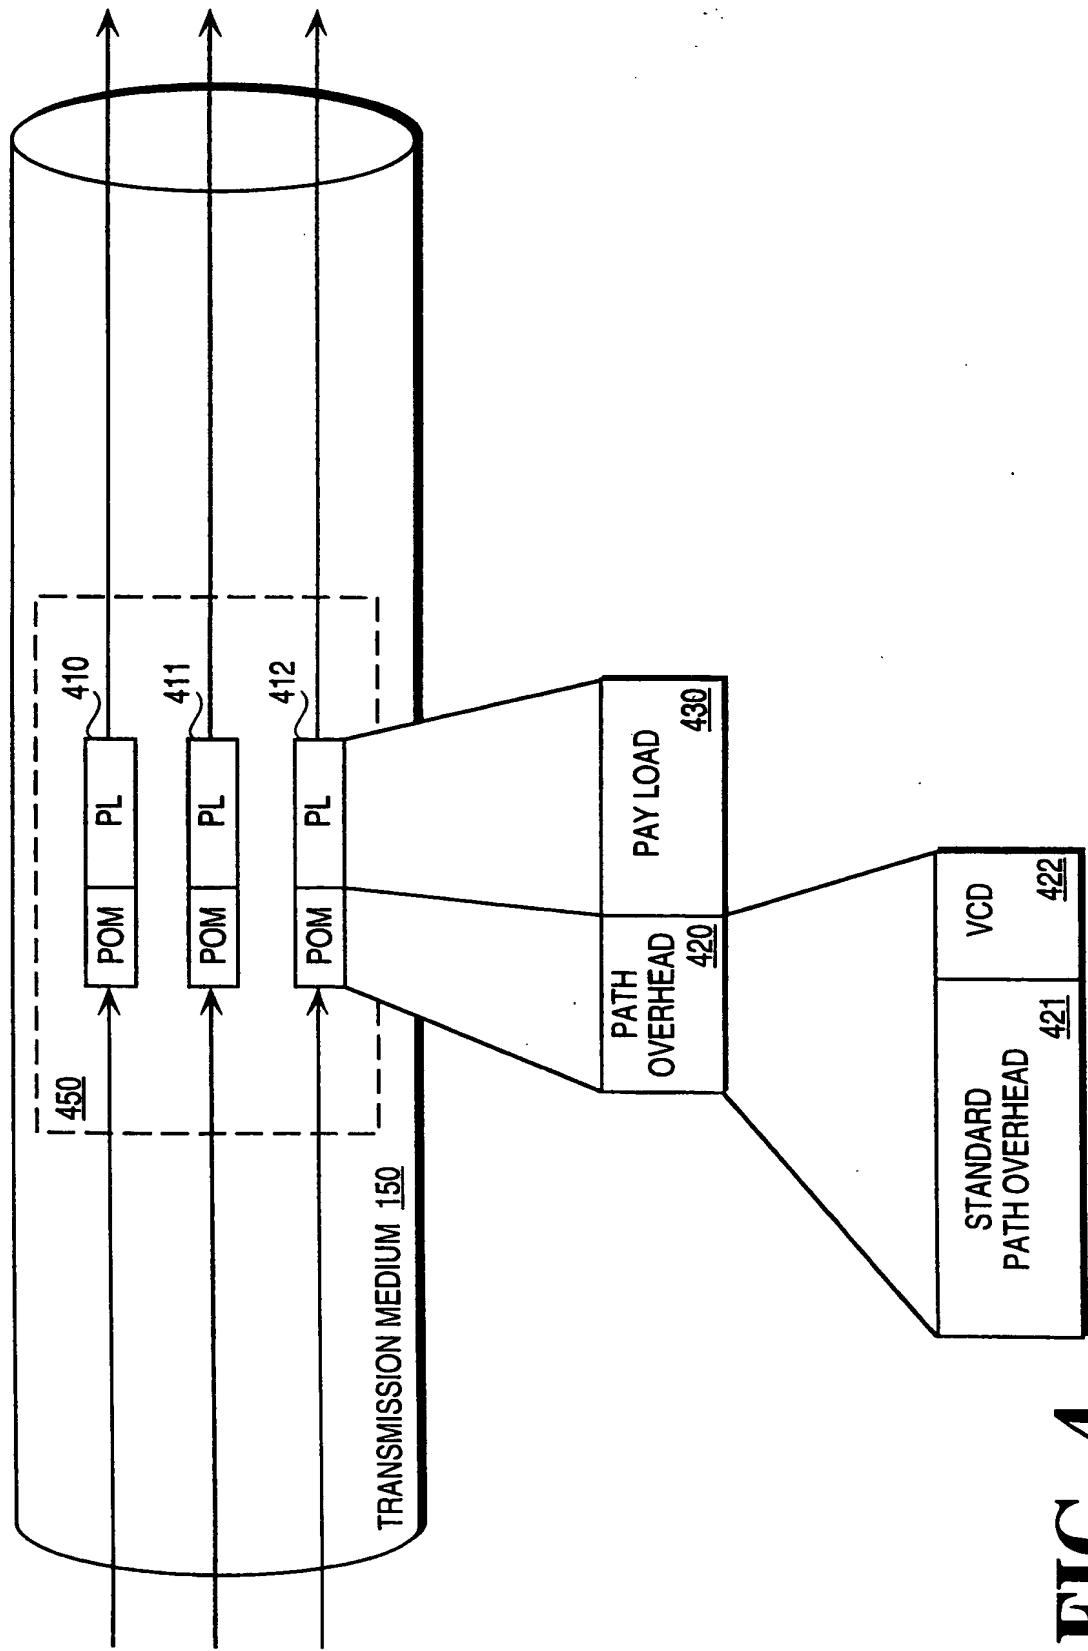 410
POM PL
411
POM PL
412
POM PL
450
TRANSMISSION MEDIUM 150
PATH
OVERHEAD
420
PAY LOAD
430
STANDARD
PATH OVERHEAD
421
VCD
422
FIG. 4